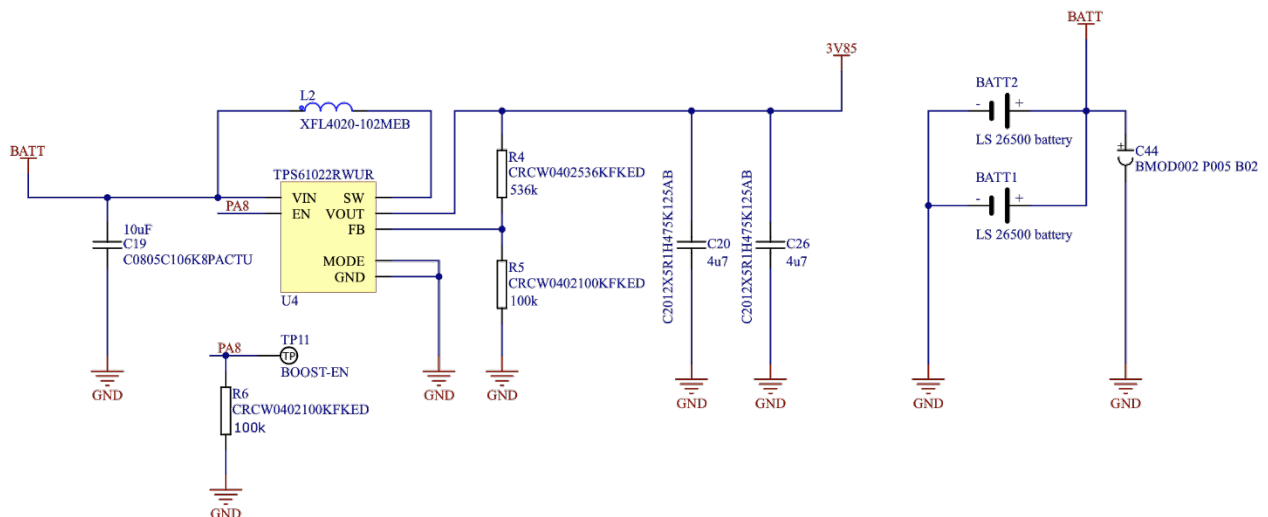 BATT
L2
XFL4020-102MEB
TPS61022RWUR
PA8
VIN
EN
SW
VOUT
FB
MODE
GND
U4
10uF
C19
C0805C106K8PACTU
GND
PA8
TP11
TP
BOOST-EN
R6
CRCW0402100KFKED
100k
GND
GND
R4
CRCW0402536KFKED
536k
R5
CRCW0402100KFKED
100k
GND
3V85
C2012X5R1H475K125AB
C20
4u7
GND
C2012X5R1H475K125AB
C26
4u7
GND
BATT
BATT2
- +
LS 26500 battery
BATT1
- +
LS 26500 battery
GND
+
C44
BMOD002 P005 B02
GND